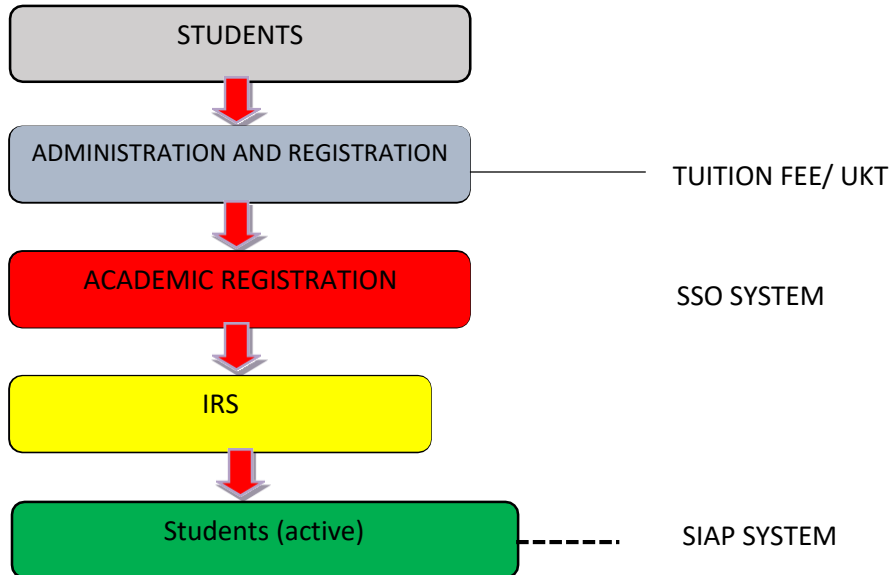 STUDENTS
ADMINISTRATION AND REGISTRATION
TUITION FEE/ UKT
ACADEMIC REGISTRATION
SSO SYSTEM
IRS
Students (active)
SIAP SYSTEM